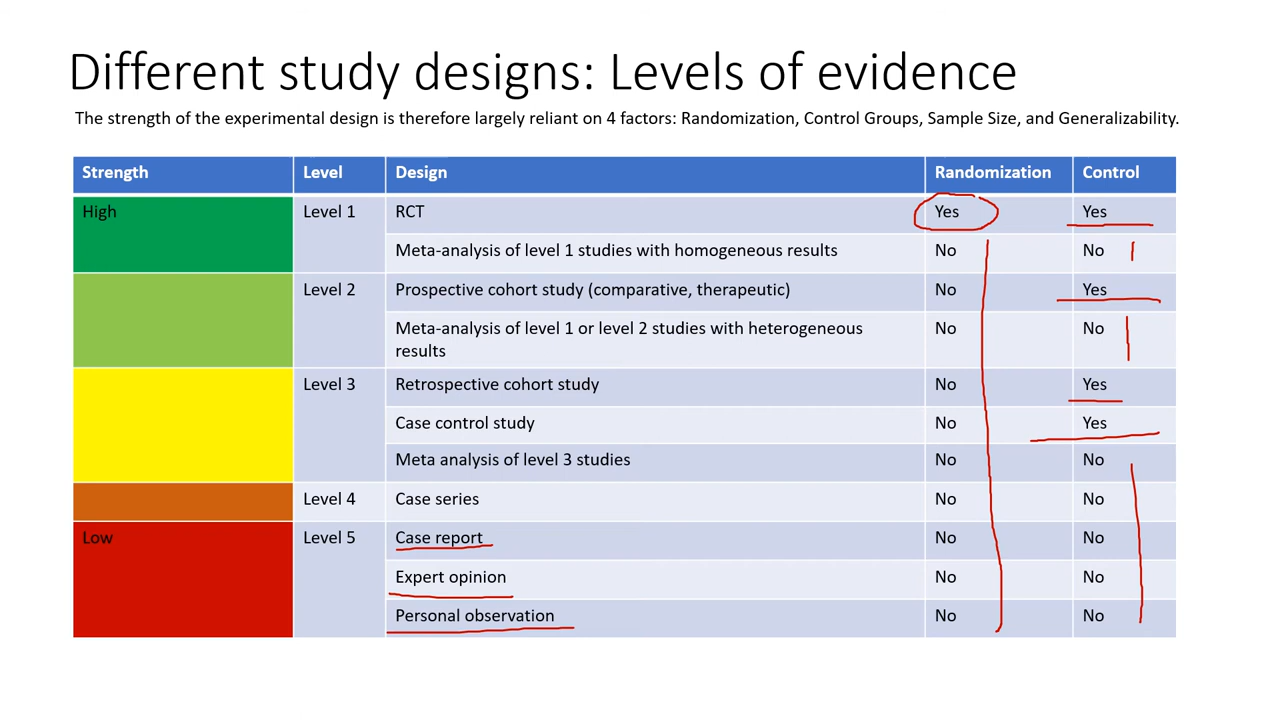 Different study designs: Levels of evidence
The strength of the experimental design is therefore largely reliant on 4 factors: Randomization, Control Groups, Sample Size, and Generalizability.
Strength Level Design Randomization Control
High Level 1 RCT Yes Yes
Meta-analysis of level 1 studies with homogeneous results No No
Level 2 Prospective cohort study (comparative, therapeutic) No Yes
Meta-analysis of level 1 or level 2 studies with heterogeneous No No
results
Level 3 Retrospective cohort study No Yes
Case control study No Yes
Meta analysis of level 3 studies No No
Level 4 Case series No No
Low Level 5 Case report No No
Expert opinion No No
Personal observation No No